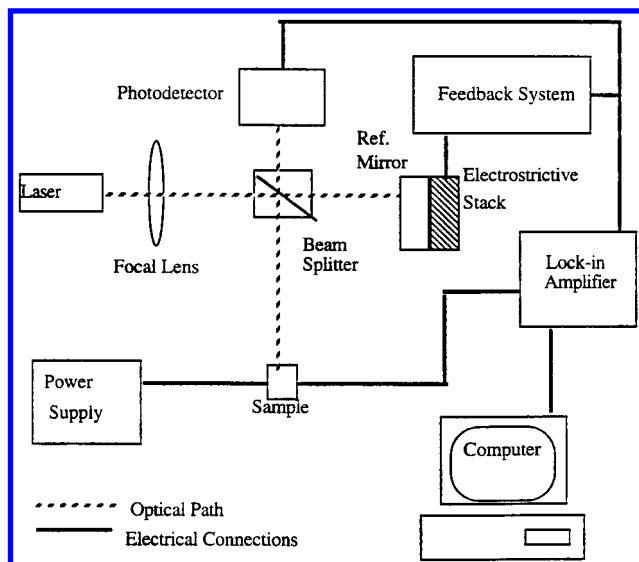 Photodetector
Feedback System
Ref.
Mirror
Electrostrictive
Stack
Laser
Focal Lens
Beam
Splitter
Lock-in
Amplifier
Power
Supply
Sample
Computer
Optical Path
Electrical Connections